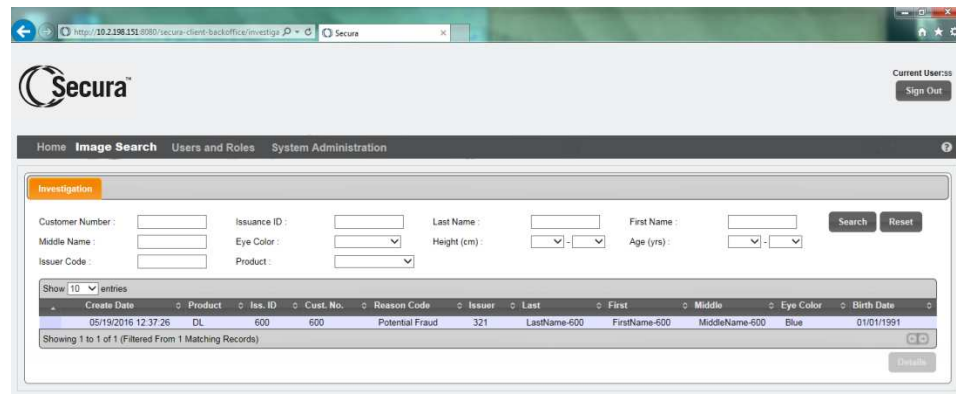 http://10.2.198.151:8080/secura-client-backoffice/investiga
Secura
Secura™
Current User:ss
Sign Out
Home Image Search Users and Roles System Administration
Investigation
Customer Number : Issuance ID : Last Name : First Name : Search Reset
Middle Name : Eye Color : Height (cm) : - Age (yrs) : -
Issuer Code : Product :
Show 10 entries
Create Date Product Iss. ID Cust. No. Reason Code Issuer Last First Middle Eye Color Birth Date
05/19/2016 12:37:26 DL 600 600 Potential Fraud 321 LastName-600 FirstName-600 MiddleName-600 Blue 01/01/1991
Showing 1 to 1 of 1 (Filtered From 1 Matching Records)
Details